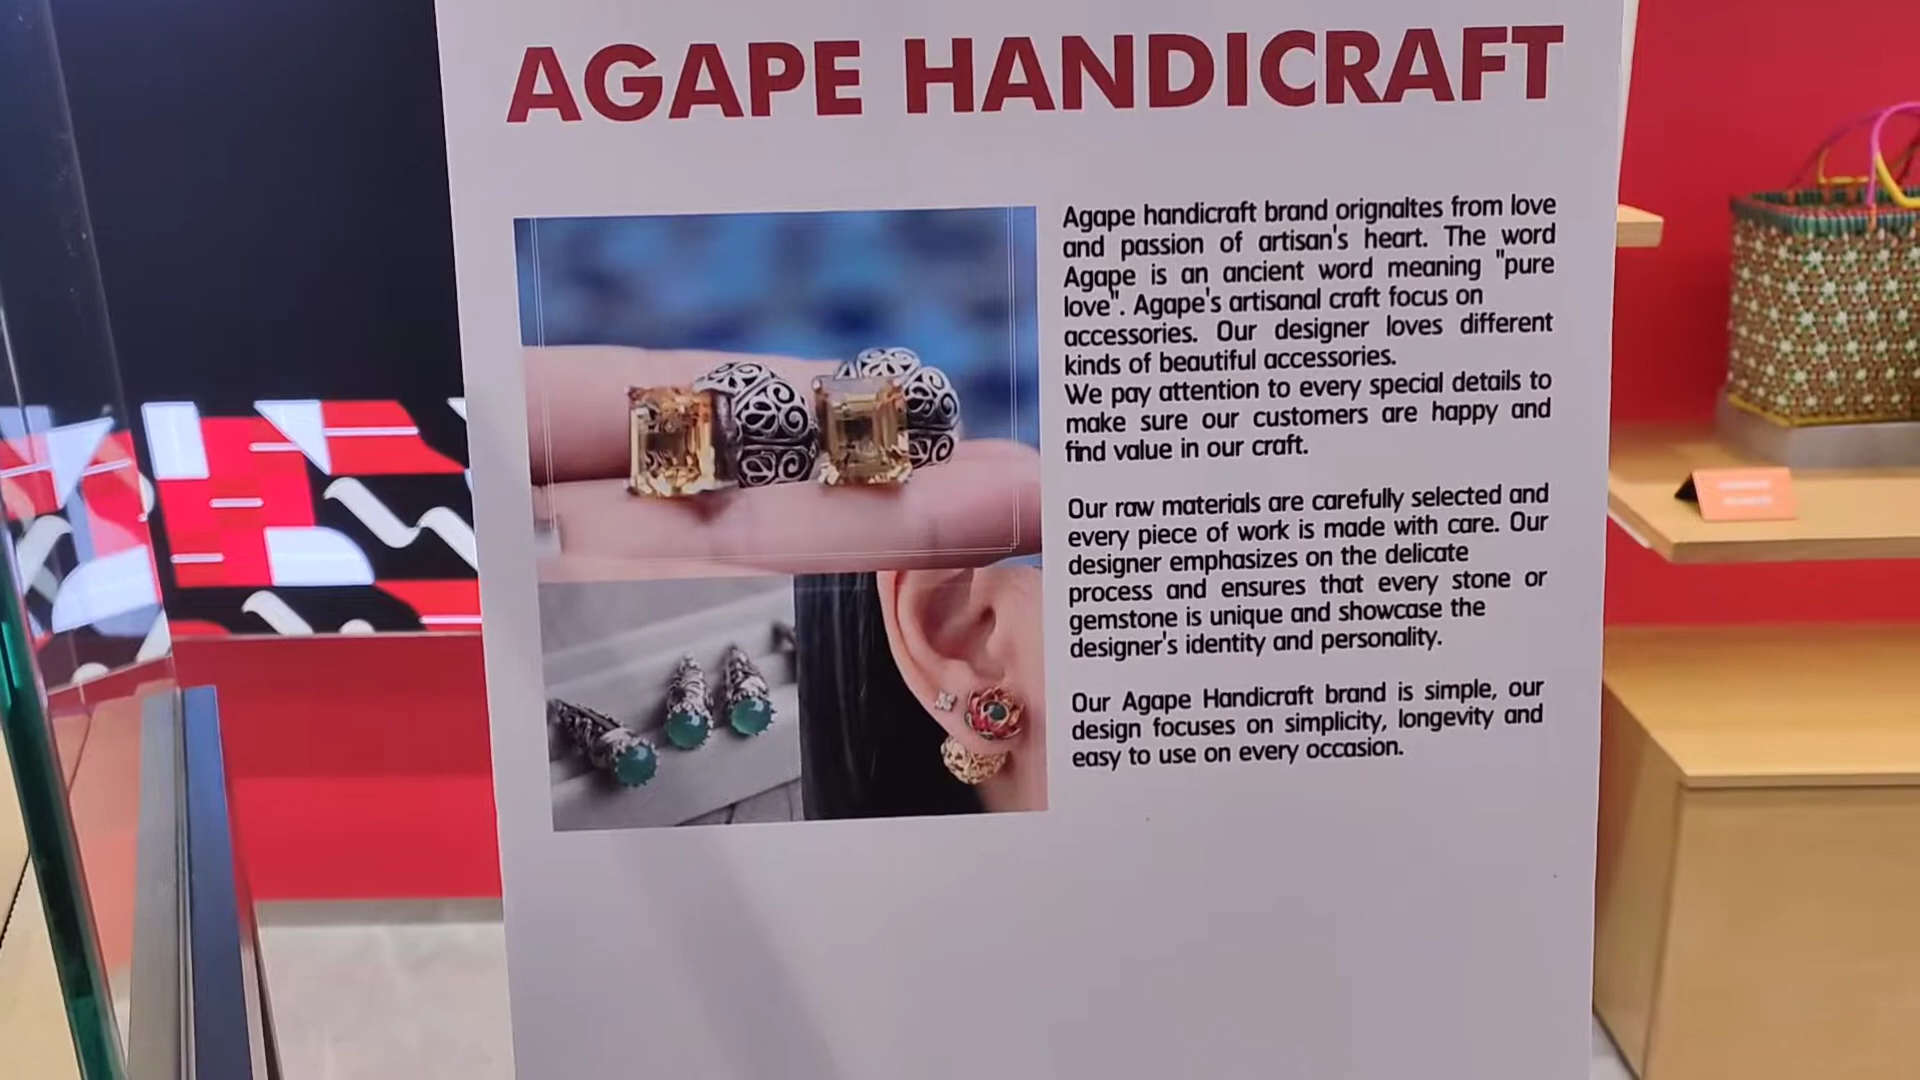 AGAPE HANDICRAFT
Agape handicraft brand orignaltes from love
and passion of artisan's heart. The word
Agape is an ancient word meaning "pure
love". Agape's artisanal craft focus on
accessories. Our designer loves different
kinds of beautiful accessories.
We pay attention to every special details to
make sure our customers are happy and
find value in our craft.
Our raw materials are carefully selected and
every piece of work is made with care. Our
designer emphasizes on the delicate
process and ensures that every stone or
gemstone is unique and showcase the
designer's identity and personality.
Our Agape Handicraft brand is simple, our
design focuses on simplicity, longevity and
easy to use on every occasion.